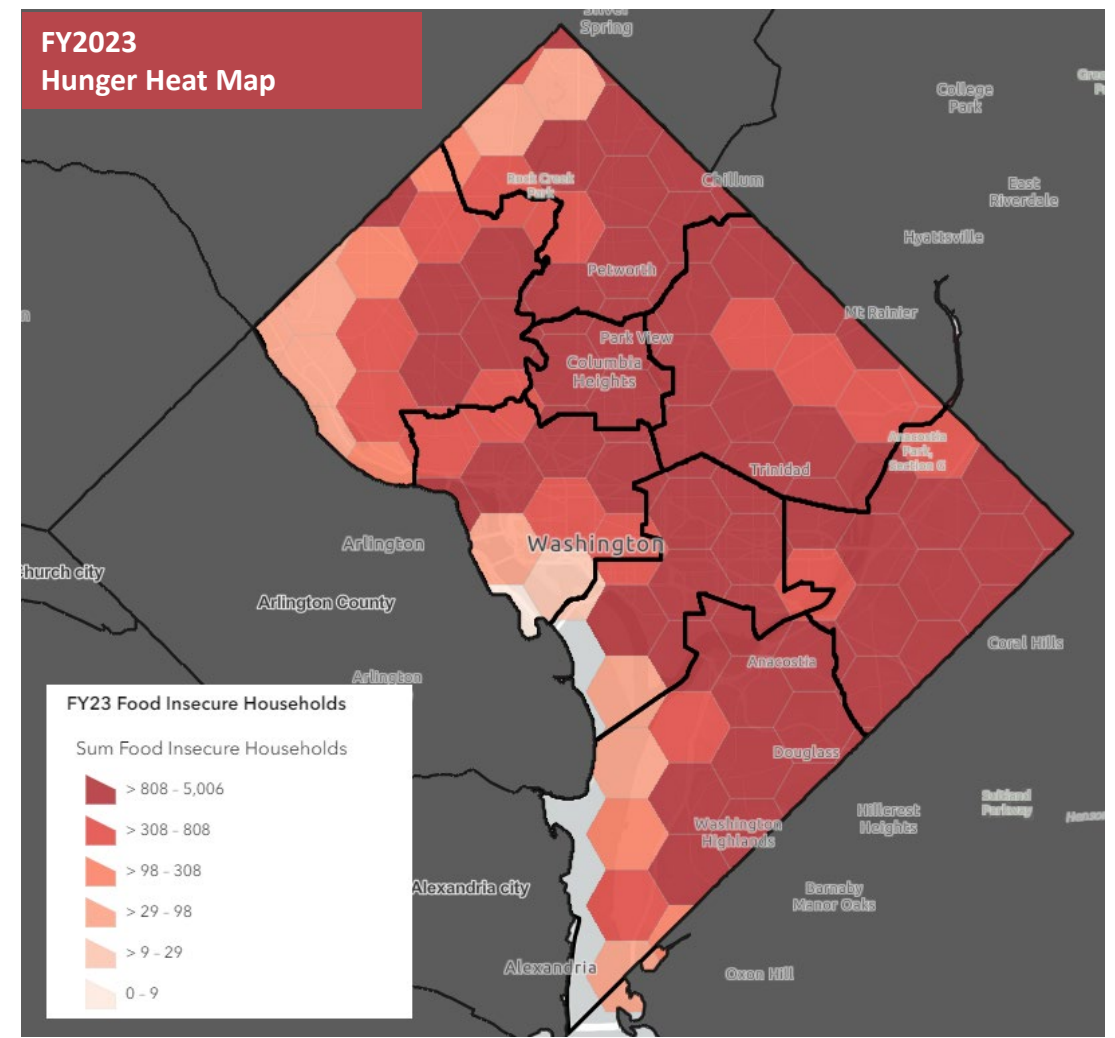 FY2023
Hunger Heat Map
Spring
College
Park
East
Riverdale
Hyattsville
Chillum
Rock Creek
Park
Petworth
Mt Rainier
Park View
Columbia
Heights
Anacostia
Park,
Section G
Trinidad
Arlington
Washington
church city
Arlington County
Coral Hills
Anacostia
Arlington
FY23 Food Insecure Households
Sum Food Insecure Households
> 808 – 5,006
> 308 – 808
> 98 – 308
> 29 – 98
> 9 – 29
0 – 9
Douglass
Suitland
Parkway
Hillcrest
Heights
Washington
Highlands
Alexandria city
Barnaby
Manor Oaks
Alexandria
Oxon Hill